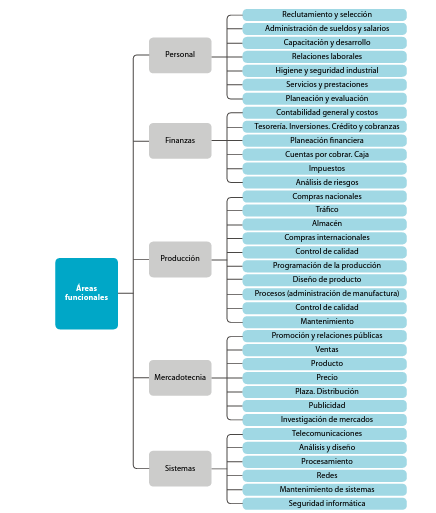 Áreas
funcionales
Personal
Reclutamiento y selección
Administración de sueldos y salarios
Capacitación y desarrollo
Relaciones laborales
Higiene y seguridad industrial
Servicios y prestaciones
Planeación y evaluación
Finanzas
Contabilidad general y costos
Tesorería. Inversiones. Crédito y cobranzas
Planeación financiera
Cuentas por cobrar. Caja
Impuestos
Análisis de riesgos
Producción
Compras nacionales
Tráfico
Almacén
Compras internacionales
Control de calidad
Programación de la producción
Diseño de producto
Procesos (administración de manufactura)
Control de calidad
Mantenimiento
Mercadotecnia
Promoción y relaciones públicas
Ventas
Producto
Precio
Plaza. Distribución
Publicidad
Investigación de mercados
Sistemas
Telecomunicaciones
Análisis y diseño
Procesamiento
Redes
Mantenimiento de sistemas
Seguridad informática